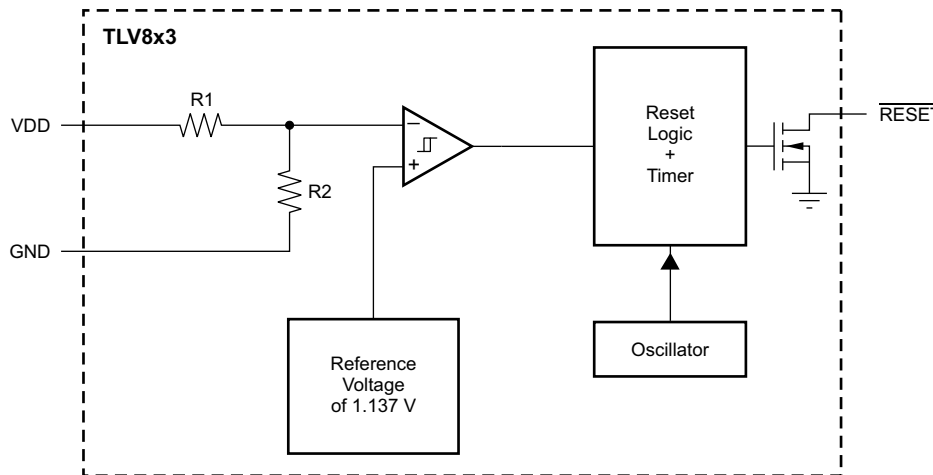 TLV8x3
R1
VDD
−
+
R2
GND
Reset
Logic
+
Timer
RESET
Reference
Voltage
of 1.137 V
Oscillator